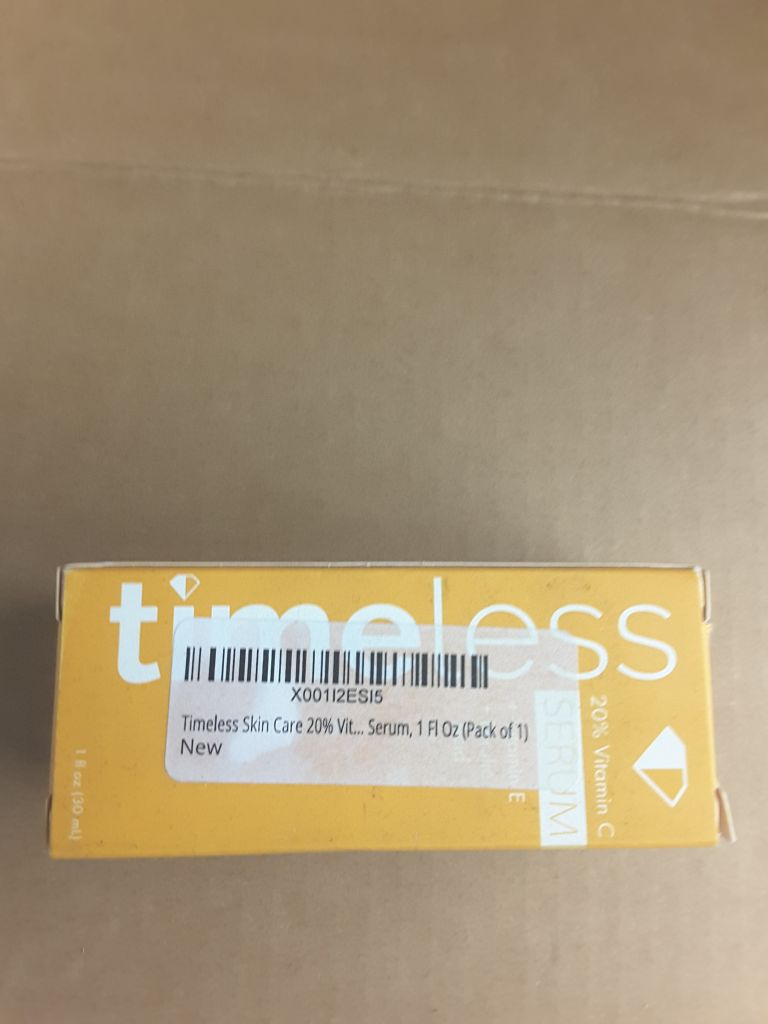 timeless
X001I2ESI5
Timeless Skin Care 20% Vit... Serum, 1 Fl Oz (Pack of 1)
New
20% Vitamin C
SERUM
E
1 fl oz (30 mL)